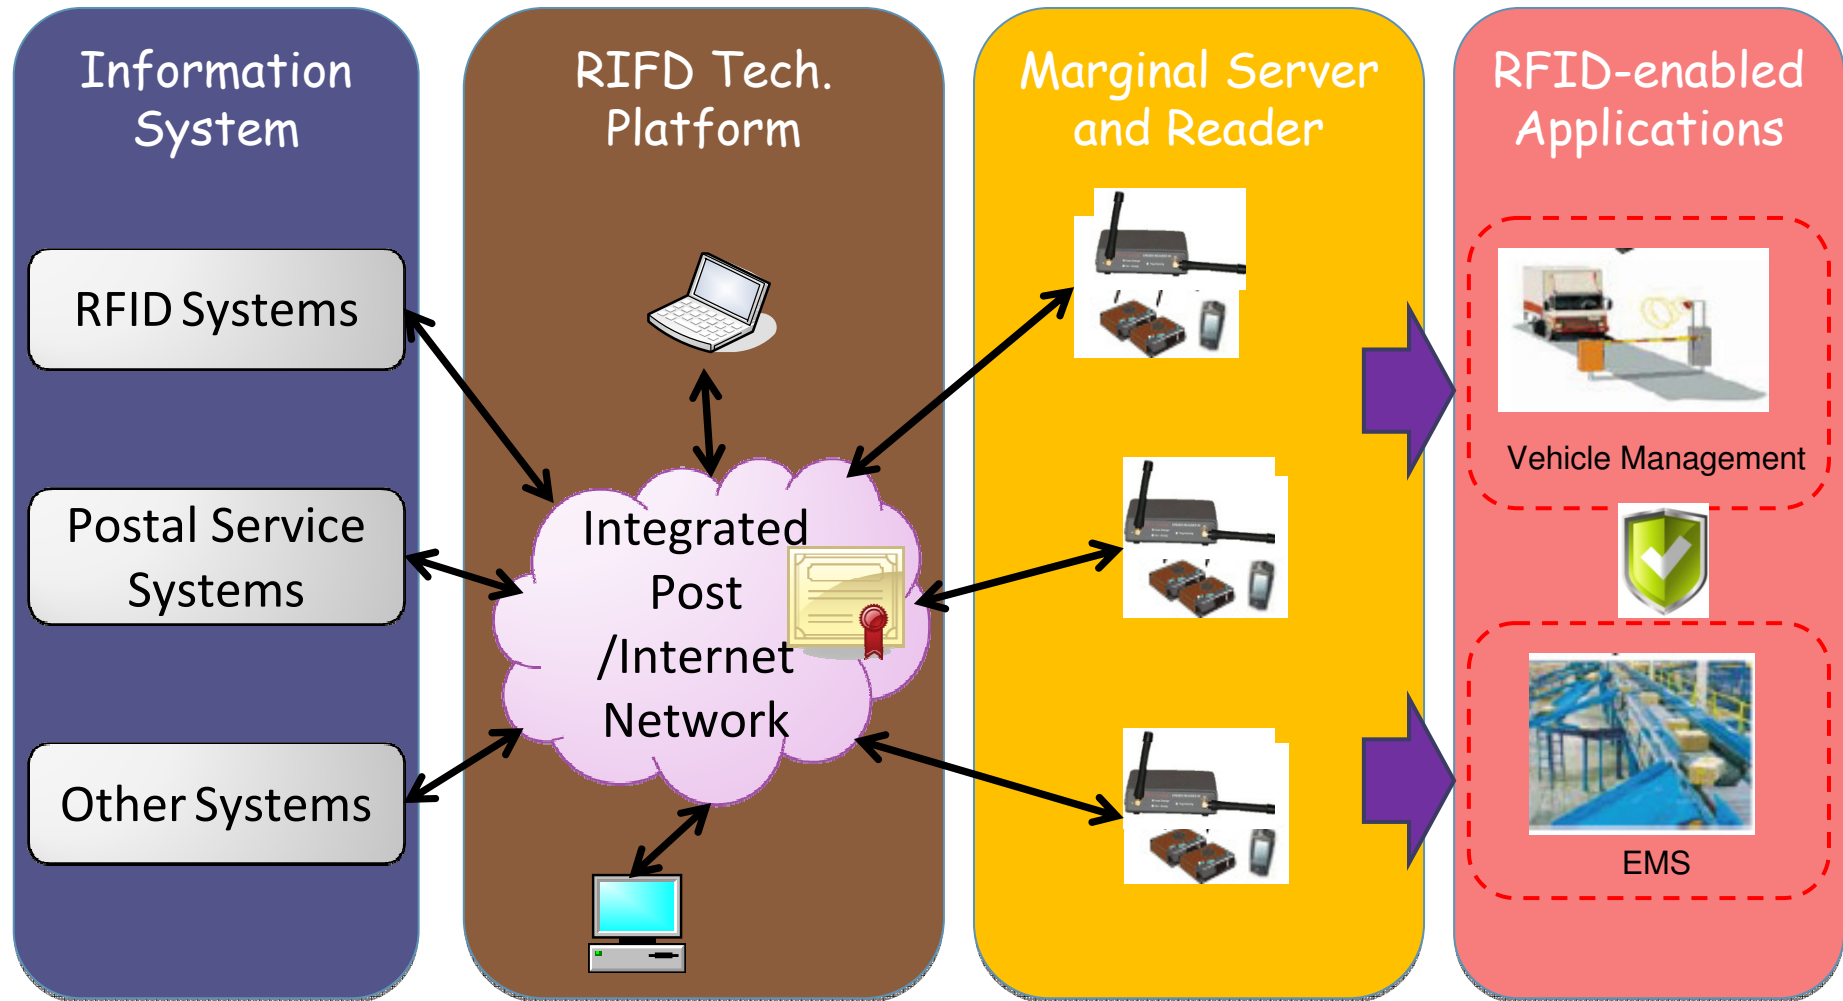 Information
System
RFID Systems
Postal Service
Systems
Other Systems
RIFD Tech.
Platform
Integrated
Post
/Internet
Network
Marginal Server
and Reader
RFID-enabled
Applications
Vehicle Management
EMS